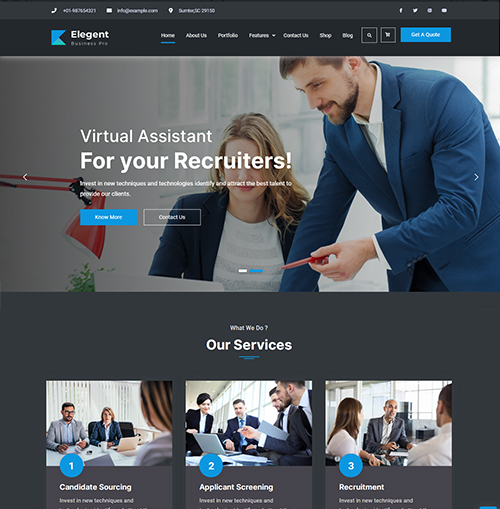 +01-987654321 info@example.com Sumter,SC 29150
Elegent
Business Pro
Home About Us Portfolio Features Contact Us Shop Blog Get A Quote
Virtual Assistant
For your Recruiters!
Invest in new techniques and technologies identify and attract the best talent to
provide our clients.
Know More Contact Us
What We Do ?
Our Services
1 2 3
Candidate Sourcing Applicant Screening Recruitment
Invest in new techniques and Invest in new techniques and Invest in new techniques and